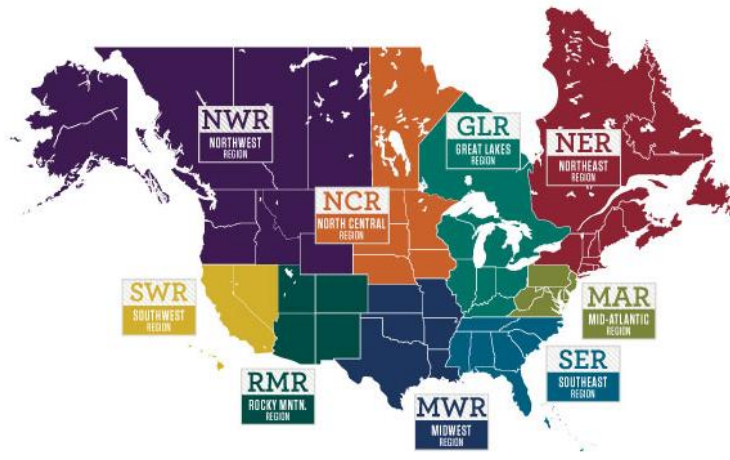 NWR
NORTHWEST
REGION
GLR
GREAT LAKES
REGION
NER
NORTHEAST
REGION
NCR
NORTH CENTRAL
REGION
SWR
SOUTHWEST
REGION
MAR
MID-ATLANTIC
REGION
SER
SOUTHEAST
REGION
RMR
ROCKY MNTN.
REGION
MWR
MIDWEST
REGION